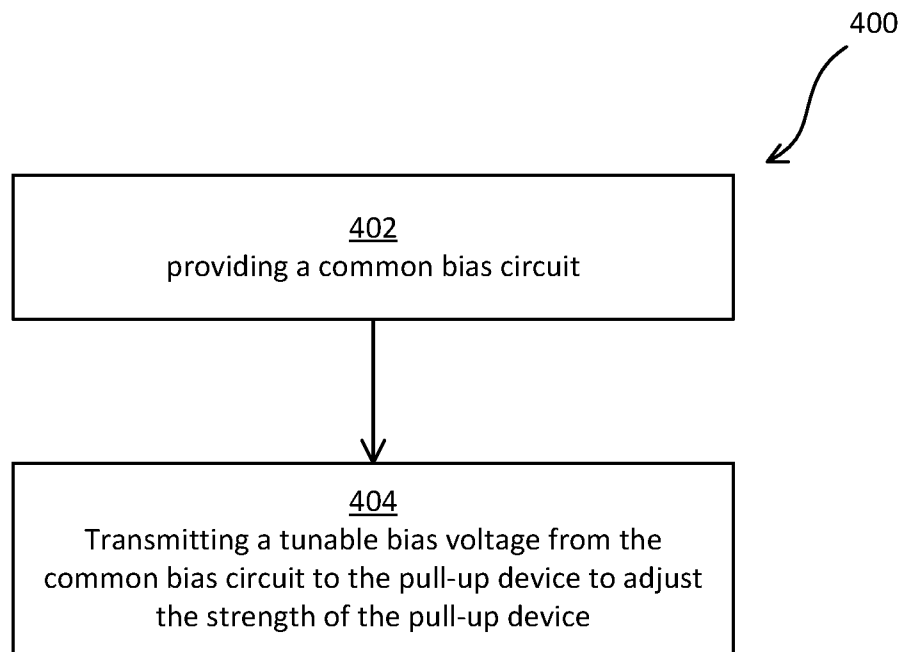 400
402
providing a common bias circuit
404
Transmitting a tunable bias voltage from the
common bias circuit to the pull-up device to adjust
the strength of the pull-up device